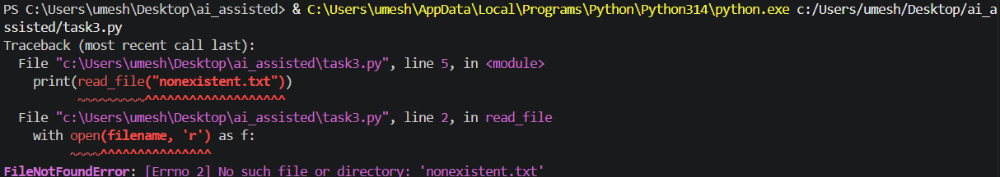 PS C:\Users\umesh\Desktop\ai_assisted> & C:\Users\umesh\AppData\Local\Programs\Python\Python314\python.exe c:/Users/umesh/Desktop/ai_a
ssisted/task3.py
Traceback (most recent call last):
  File "c:\Users\umesh\Desktop\ai_assisted\task3.py", line 5, in <module>
    print(read_file("nonexistent.txt"))
          ~~~~~~~~~^^^^^^^^^^^^^^^^^^^
  File "c:\Users\umesh\Desktop\ai_assisted\task3.py", line 2, in read_file
    with open(filename, 'r') as f:
         ~~~~^^^^^^^^^^^^^^^
FileNotFoundError: [Errno 2] No such file or directory: 'nonexistent.txt'